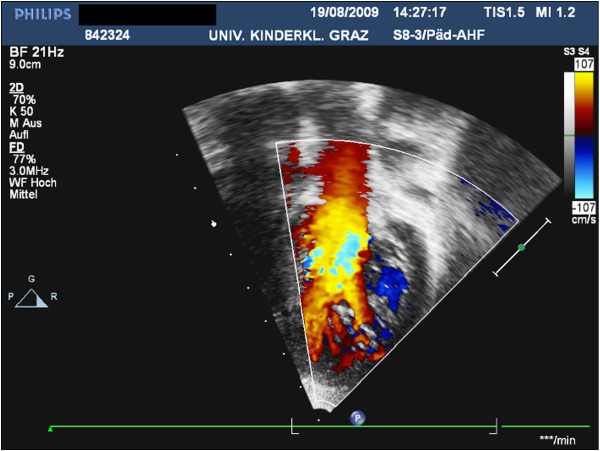 PHILIPS 19/08/2009 14:27:17 TIS1.5 MI 1.2
842324 UNIV. KINDERKL. GRAZ S8-3/Päd-AHF
BF 21Hz
9.0cm
2D
70%
K 50
M Aus
Aufl
FD
77%
3.0MHz
WF Hoch
Mittel
S3 S4
107
-107
cm/s
G
P R
P
***/min